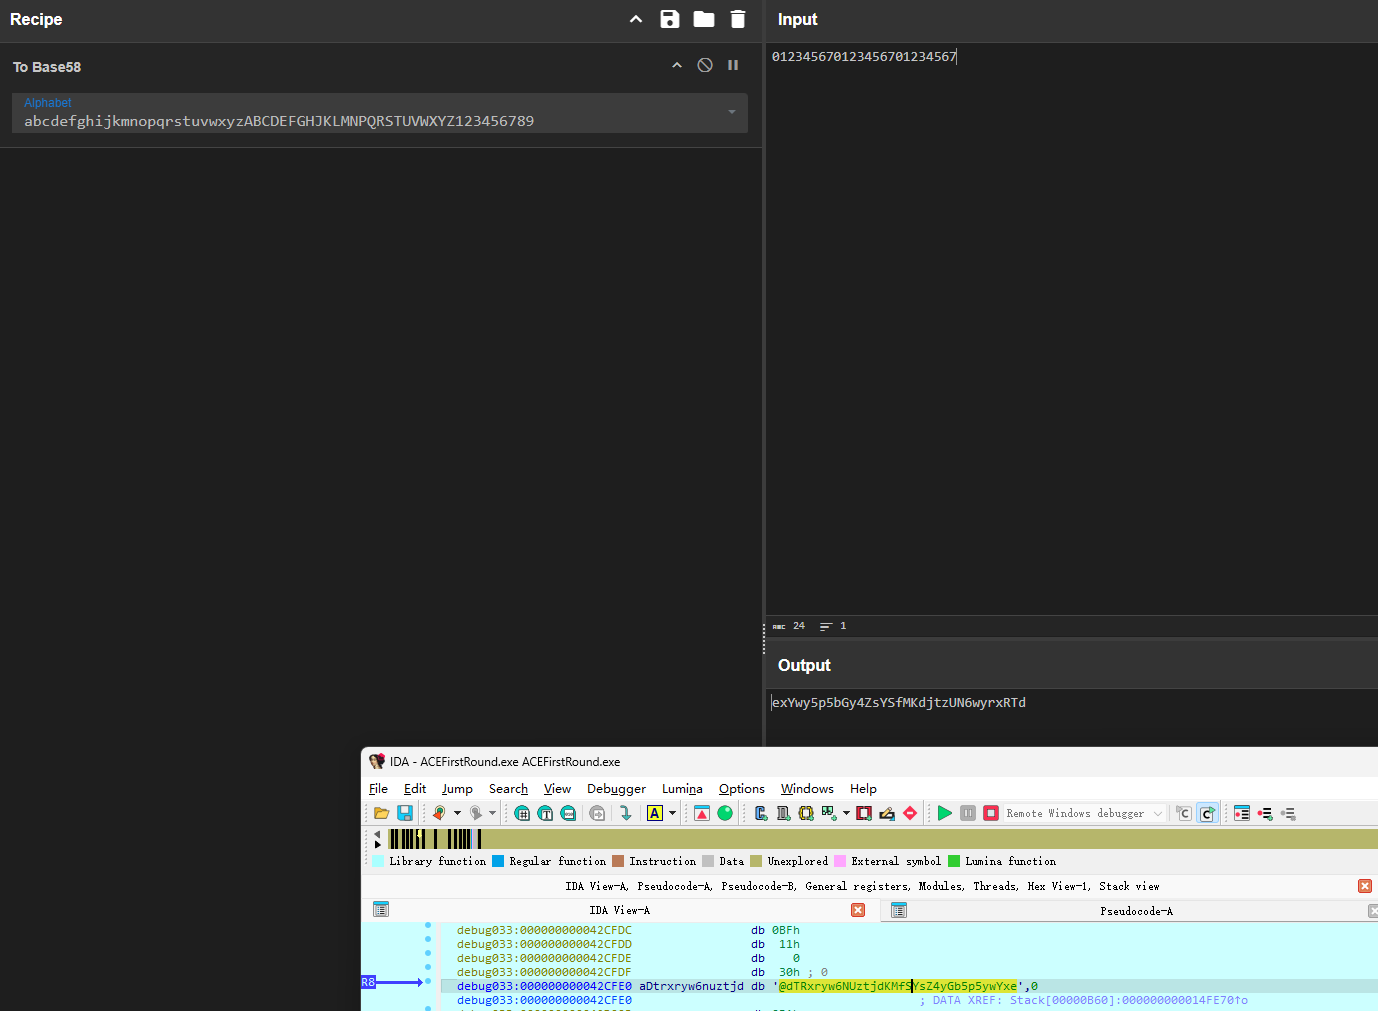 Recipe
To Base58
Alphabet
abcdefghijkmnopqrstuvwxyzABCDEFGHJKLMNPQRSTUVWXYZ123456789
Input
012345670123456701234567
ABC 24 1
Output
exYwy5p5bGy4ZsYSfMKdjtzUN6wyrxRTd
IDA - ACEFirstRound.exe ACEFirstRound.exe
File Edit Jump Search View Debugger Lumina Options Windows Help
Remote Windows debugger
Library function Regular function Instruction Data Unexplored External symbol Lumina function
IDA View-A, Pseudocode-A, Pseudocode-B, General registers, Modules, Threads, Hex View-1, Stack view
IDA View-A Pseudocode-A
debug033:000000000042CFDC db 0BFh
debug033:000000000042CFDD db 11h
debug033:000000000042CFDE db 0
debug033:000000000042CFDF db 30h ; 0
R8 debug033:000000000042CFE0 aDtrxryw6nuztjd db '@dTRxryw6NUztjdKMfSYsZ4yGb5p5ywYxe',0
debug033:000000000042CFE0 ; DATA XREF: Stack[00000B60]:000000000014FE70↑o